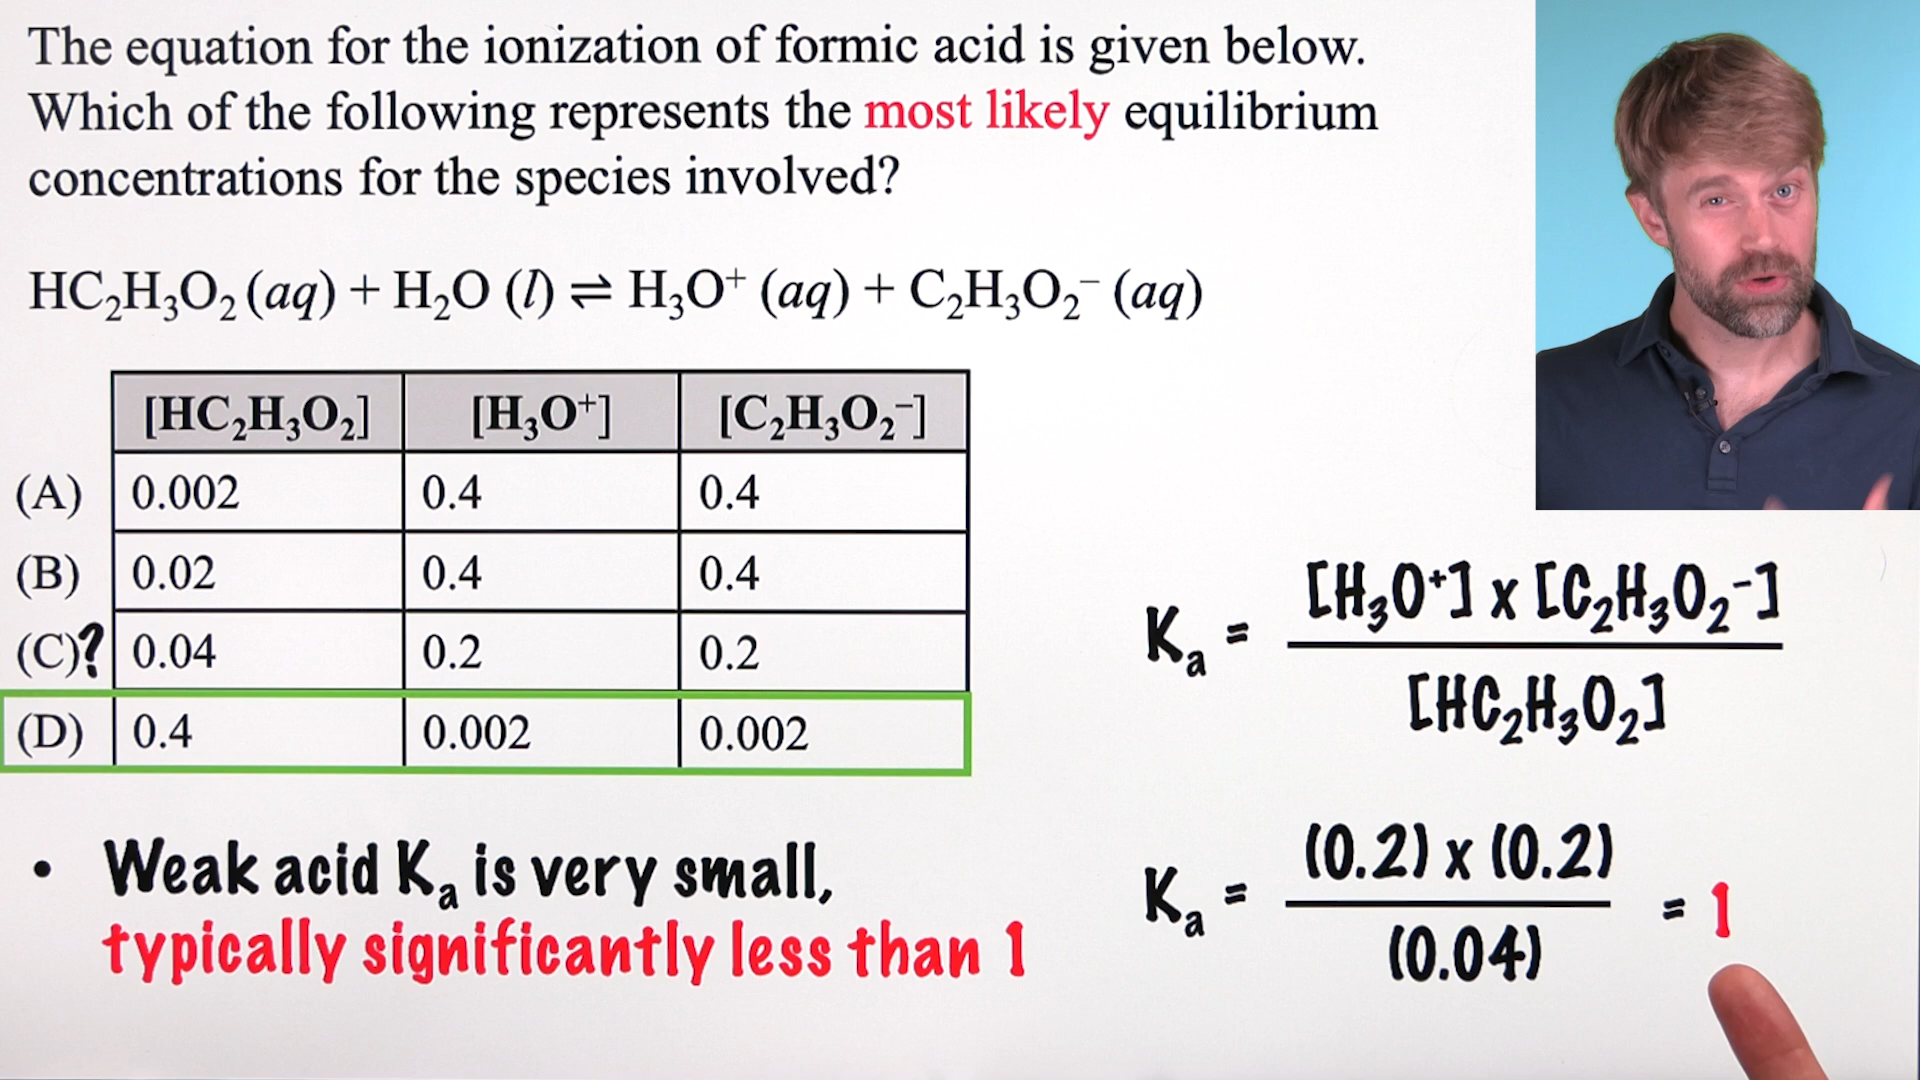 The equation for the ionization of formic acid is given below.
Which of the following represents the most likely equilibrium
concentrations for the species involved?
HC₂H₃O₂ (aq) + H₂O (l) ⇌ H₃O⁺ (aq) + C₂H₃O₂⁻ (aq)
[HC₂H₃O₂] [H₃O⁺] [C₂H₃O₂⁻]
(A) 0.002 0.4 0.4
(B) 0.02 0.4 0.4
(C)? 0.04 0.2 0.2
(D) 0.4 0.002 0.002
• Weak acid Kₐ is very small,
typically significantly less than 1
Kₐ = [H₃O⁺] x [C₂H₃O₂⁻]
[HC₂H₃O₂]
Kₐ = (0.2) x (0.2) = 1
(0.04)